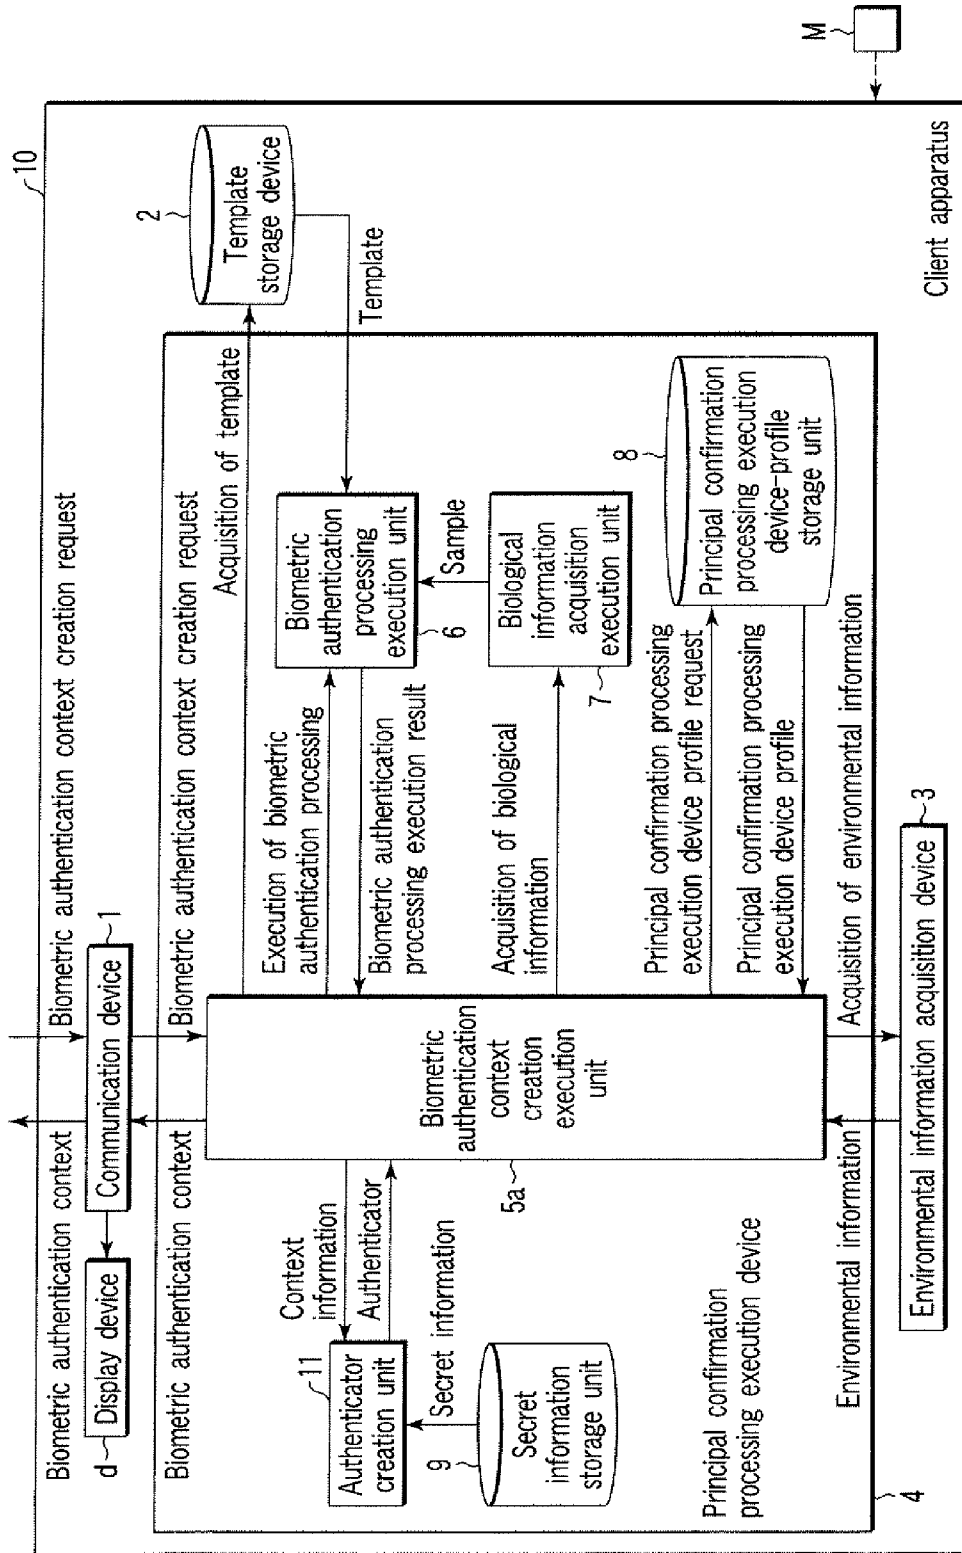 10
Biometric authentication context
Biometric authentication context creation request
d
Display device
Communication device
1
Biometric authentication context
Biometric authentication context creation request
Acquisition of template
2
Template
storage device
Template
Context
information
Authenticator
11
Authenticator
creation unit
Secret information
9
Secret
information
storage unit
Biometric
authentication
context
creation
execution
unit
5a
Execution of biometric
authentication processing
Biometric authentication
processing execution result
Biometric
authentication
processing
execution unit
6
Sample
Acquisition of biological
information
Biological
information
acquisition
execution unit
7
Principal confirmation processing
execution device profile request
Principal confirmation processing
execution device profile
8
Principal confirmation
processing execution
device-profile
storage unit
Principal confirmation
processing execution device
4
Environmental information
Acquisition of environmental information
Environmental information acquisition device
3
Client apparatus
M